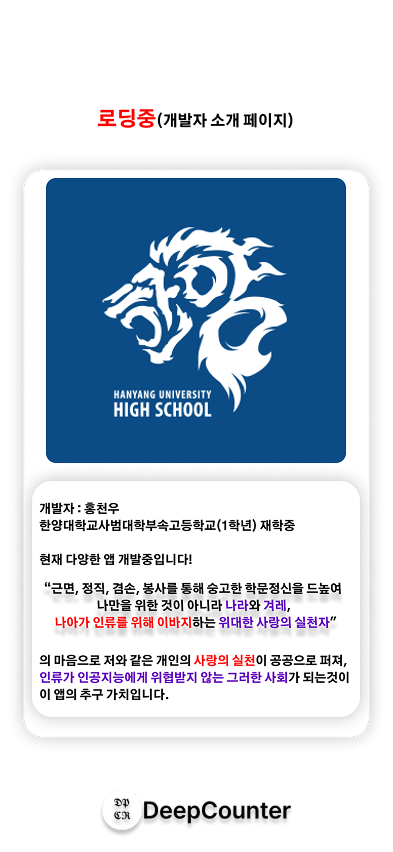 로딩중(개발자 소개 페이지)
한양
HANYANG UNIVERSITY
HIGH SCHOOL
개발자 : 홍천우
한양대학교사범대학부속고등학교(1학년) 재학중
현재 다양한 앱 개발중입니다!
“근면, 정직, 겸손, 봉사를 통해 숭고한 학문정신을 드높여
나만을 위한 것이 아니라 나라와 겨레,
나아가 인류를 위해 이바지하는 위대한 사랑의 실천자”
의 마음으로 저와 같은 개인의 사랑의 실천이 공공으로 퍼져,
인류가 인공지능에게 위협받지 않는 그러한 사회가 되는것이
이 앱의 추구 가치입니다.
DP
CR
DeepCounter